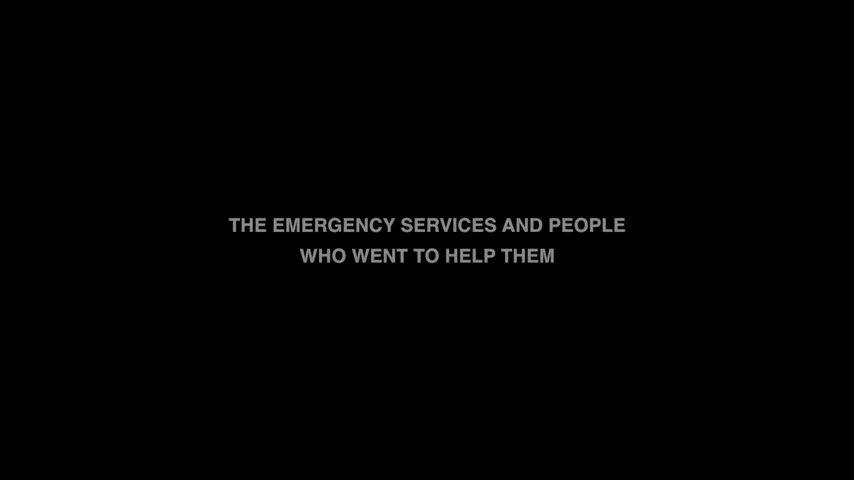 THE EMERGENCY SERVICES AND PEOPLE
WHO WENT TO HELP THEM